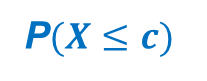 P(X ≤ c)